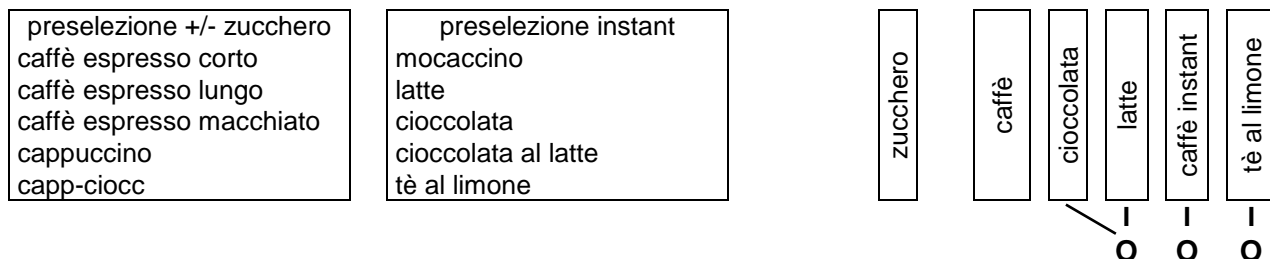 preselezione +/- zucchero
caffè espresso corto
caffè espresso lungo
caffè espresso macchiato
cappuccino
capp-ciocc
preselezione instant
mocaccino
latte
cioccolata
cioccolata al latte
tè al limone
zucchero
caffè
cioccolata
latte
caffè instant
tè al limone
I I I
O O O